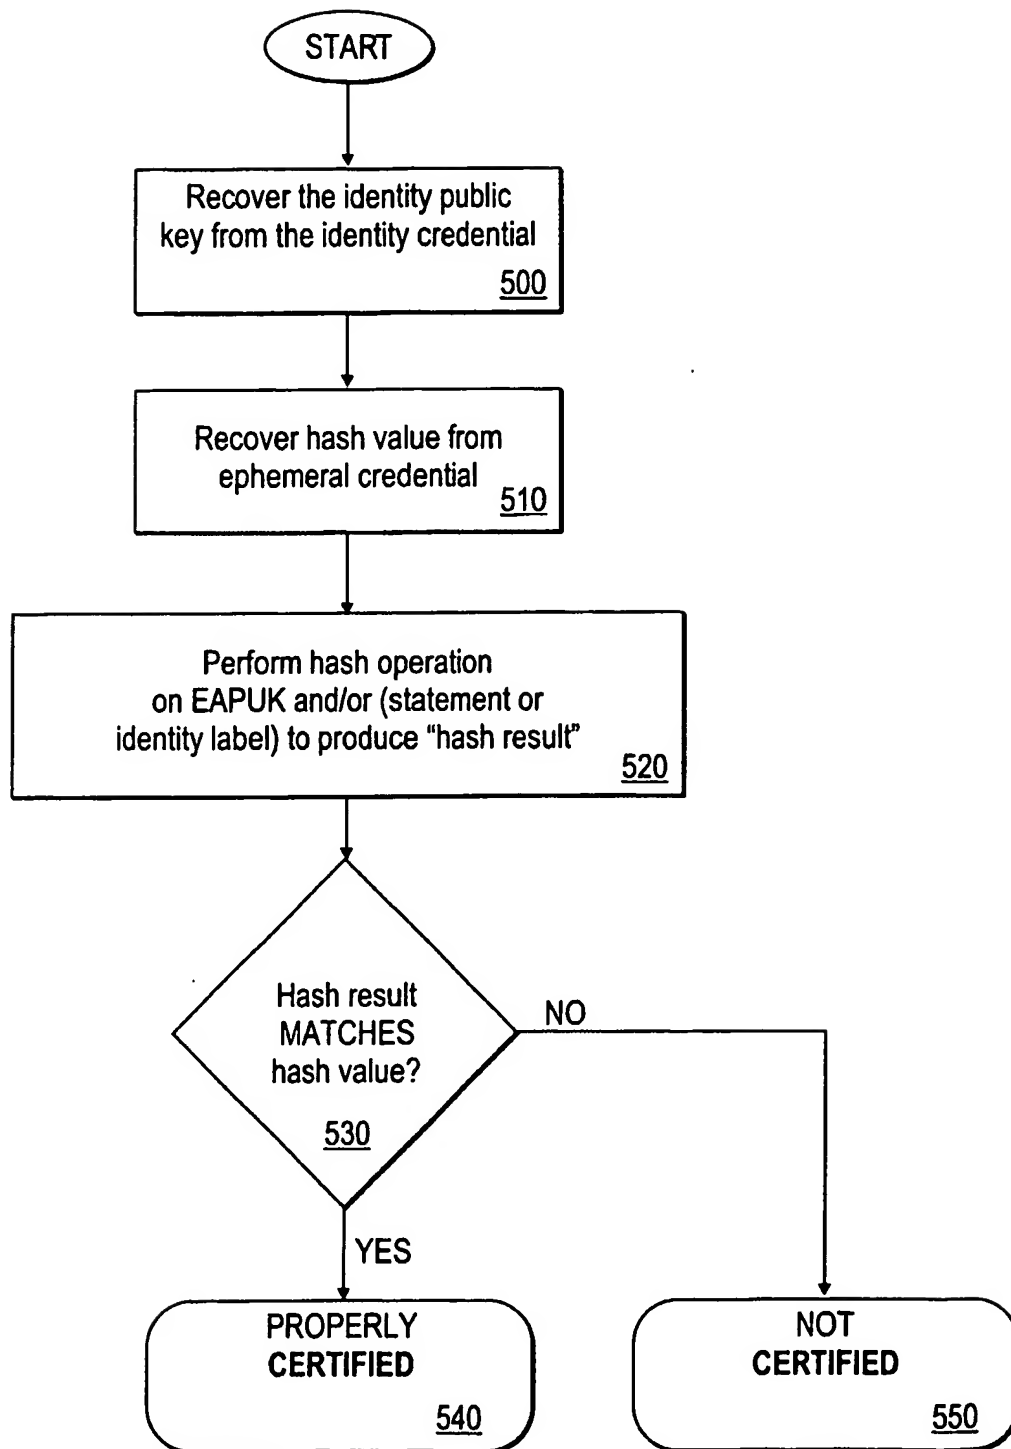 START
Recover the identity public
key from the identity credential
500
Recover hash value from
ephemeral credential
510
Perform hash operation
on EAPUK and/or (statement or
identity label) to produce “hash result”
520
Hash result
MATCHES
hash value?
530
NO
YES
PROPERLY
CERTIFIED
540
NOT
CERTIFIED
550